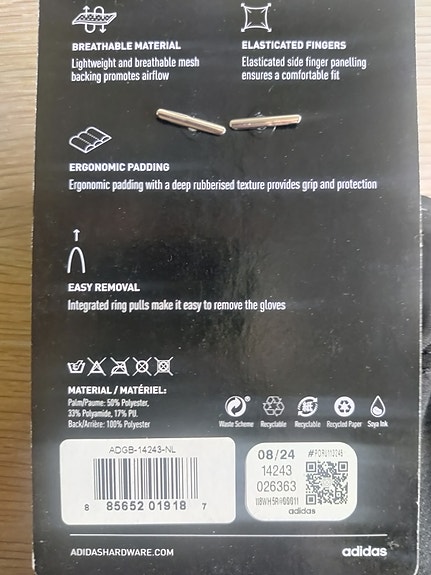 BREATHABLE MATERIAL
Lightweight and breathable mesh
backing promotes airflow
ELASTICATED FINGERS
Elasticated side finger panelling
ensures a comfortable fit
ERGONOMIC PADDING
Ergonomic padding with a deep rubberised texture provides grip and protection
EASY REMOVAL
Integrated ring pulls make it easy to remove the gloves
MATERIAL / MATÉRIEL:
Palm/Paume: 50% Polyester,
33% Polyamide, 17% PU.
Back/Arrière: 100% Polyester
Waste Scheme
Recyclable
Recyclable
Recycled Paper
Soya Ink
ADGB-14243-NL
8 85652 01918 7
08/24
14243
026363
adidas
ADIDASHARDWARE.COM
adidas